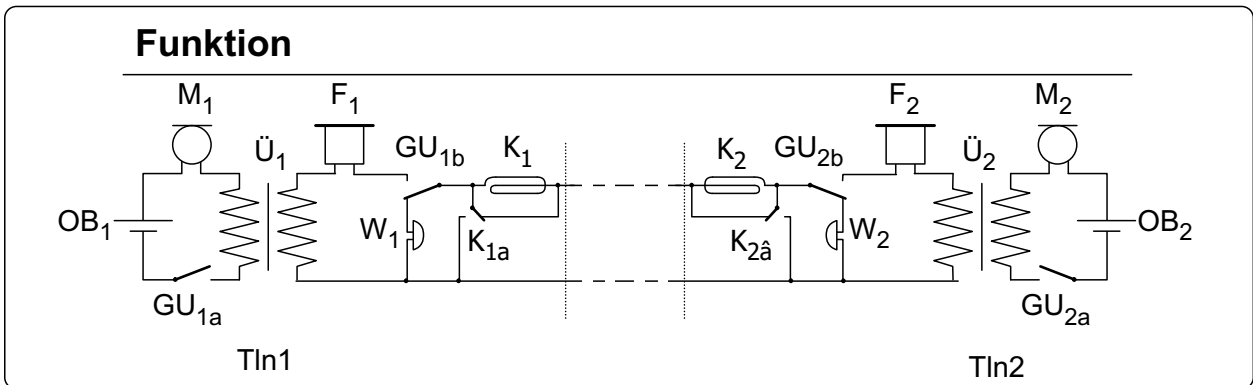 Funktion
M1 F1 F2 M2
Ü1 GU1b K1 K2 GU2b Ü2
OB1 W1 K1a K2â W2 OB2
GU1a GU2a
Tln1 Tln2